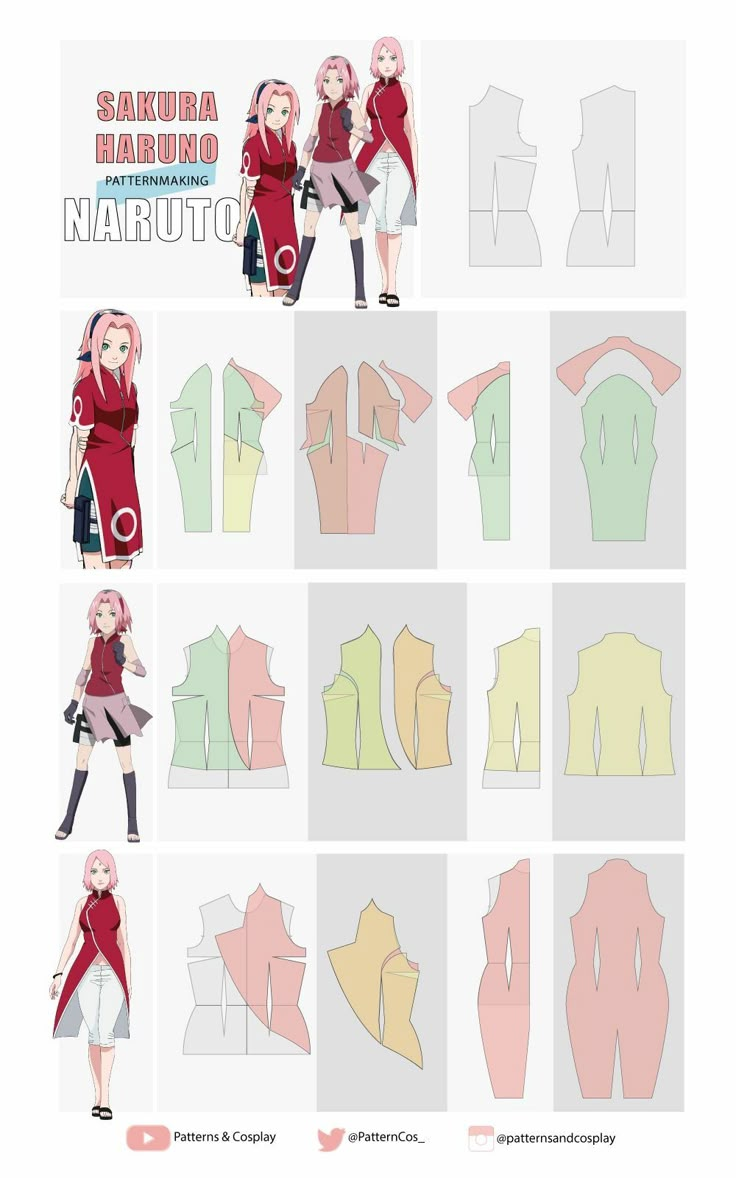 SAKURA
HARUNO
PATTERNMAKING
NARUTO
Patterns & Cosplay
@PatternCos_
@patternsandcosplay